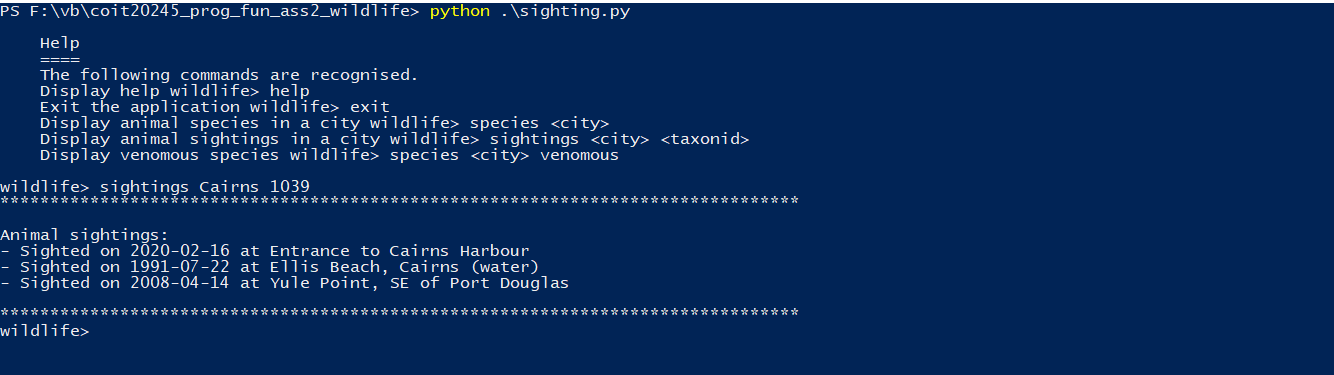 PS F:\vb\coit20245_prog_fun_ass2_wildlife> python .\sighting.py
Help
====
The following commands are recognised.
Display help wildlife> help
Exit the application wildlife> exit
Display animal species in a city wildlife> species <city>
Display animal sightings in a city wildlife> sightings <city> <taxonid>
Display venomous species wildlife> species <city> venomous
wildlife> sightings Cairns 1039
********************************************************************************
Animal sightings:
- Sighted on 2020-02-16 at Entrance to Cairns Harbour
- Sighted on 1991-07-22 at Ellis Beach, Cairns (water)
- Sighted on 2008-04-14 at Yule Point, SE of Port Douglas
********************************************************************************
wildlife>